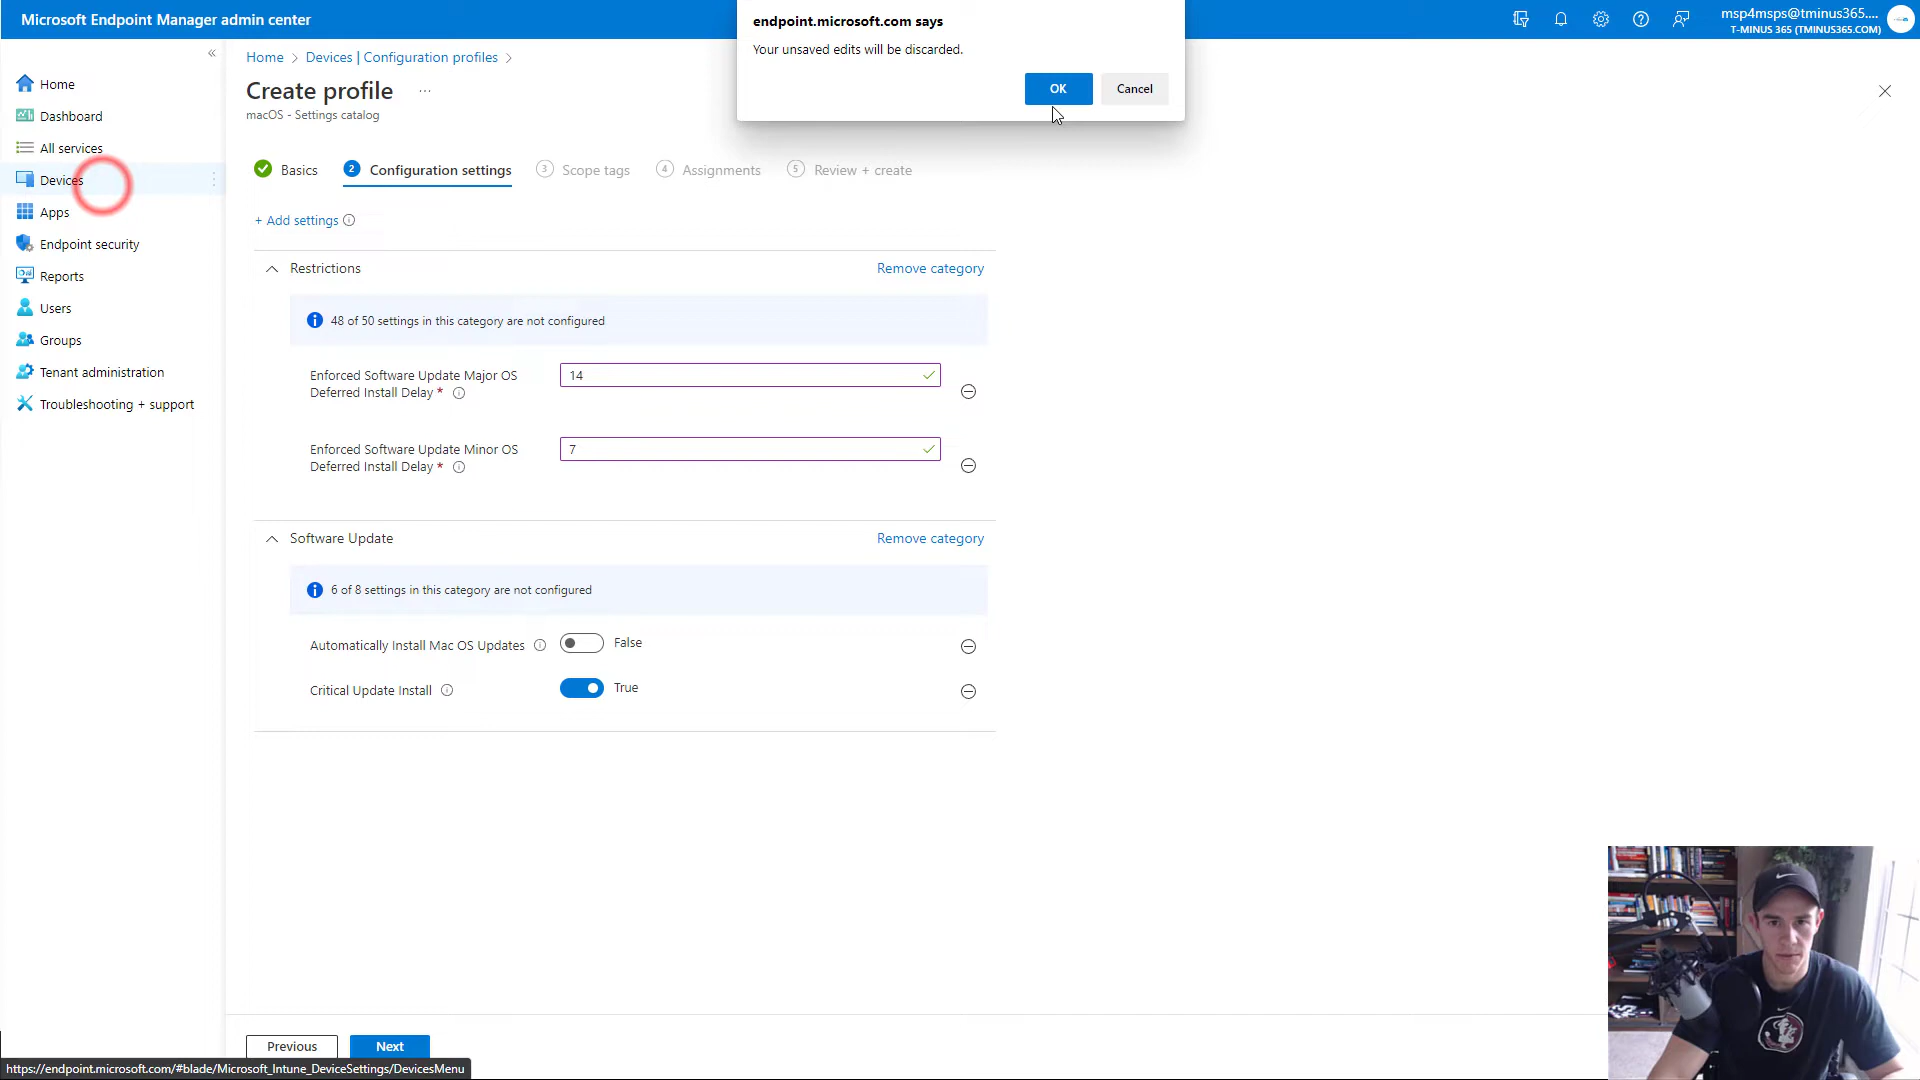 Microsoft Endpoint Manager admin center
endpoint.microsoft.com says
Your unsaved edits will be discarded.
OK
Cancel
msp4msps@tminus365....
T-MINUS 365 (TMINUS365.COM)
«
Home
Dashboard
All services
Devices
Apps
Endpoint security
Reports
Users
Groups
Tenant administration
Troubleshooting + support
Home > Devices | Configuration profiles >
Create profile ...
macOS - Settings catalog
Basics
2 Configuration settings
3 Scope tags
4 Assignments
5 Review + create
+ Add settings
Restrictions
Remove category
48 of 50 settings in this category are not configured
Enforced Software Update Major OS
Deferred Install Delay *
14
Enforced Software Update Minor OS
Deferred Install Delay *
7
Software Update
Remove category
6 of 8 settings in this category are not configured
Automatically Install Mac OS Updates
False
Critical Update Install
True
Previous
Next
https://endpoint.microsoft.com/#blade/Microsoft_Intune_DeviceSettings/DevicesMenu